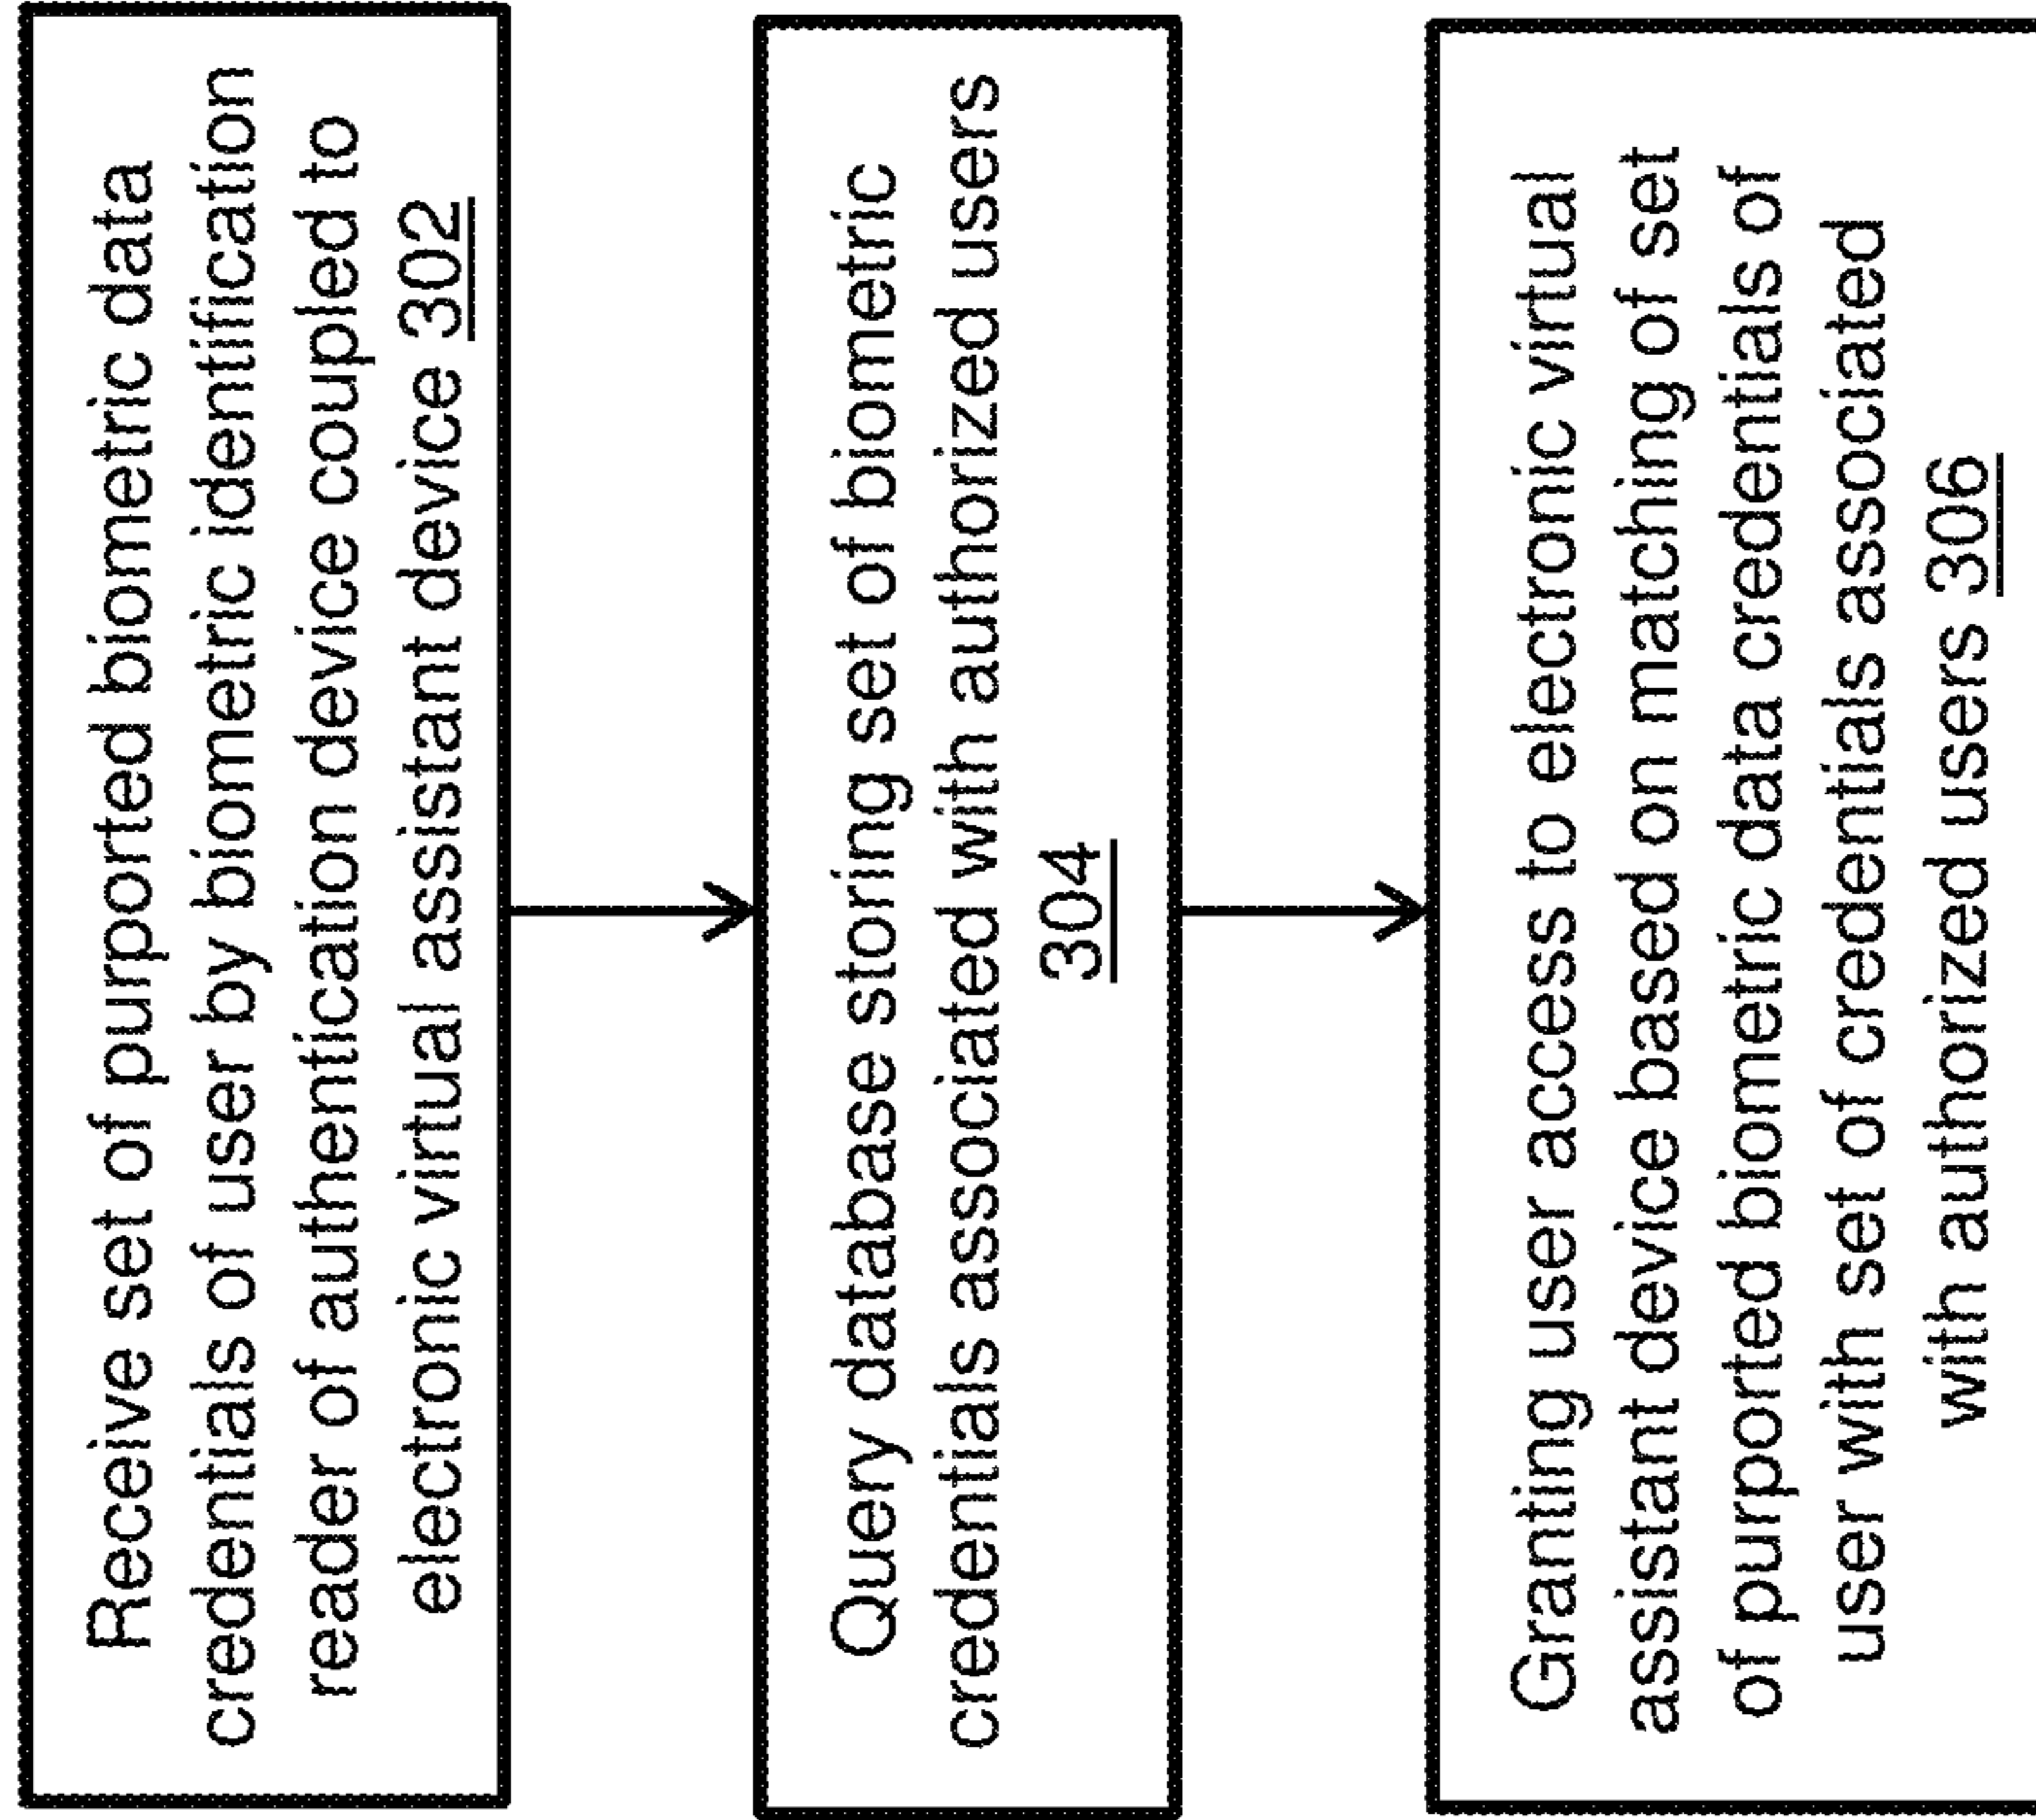 Receive set of purported biometric data
credentials of user by biometric identification
reader of authentication device coupled to
electronic virtual assistant device 302
Query database storing set of biometric
credentials associated with authorized users
304
Granting user access to electronic virtual
assistant device based on matching of set
of purported biometric data credentials of
user with set of credentials associated
with authorized users 306